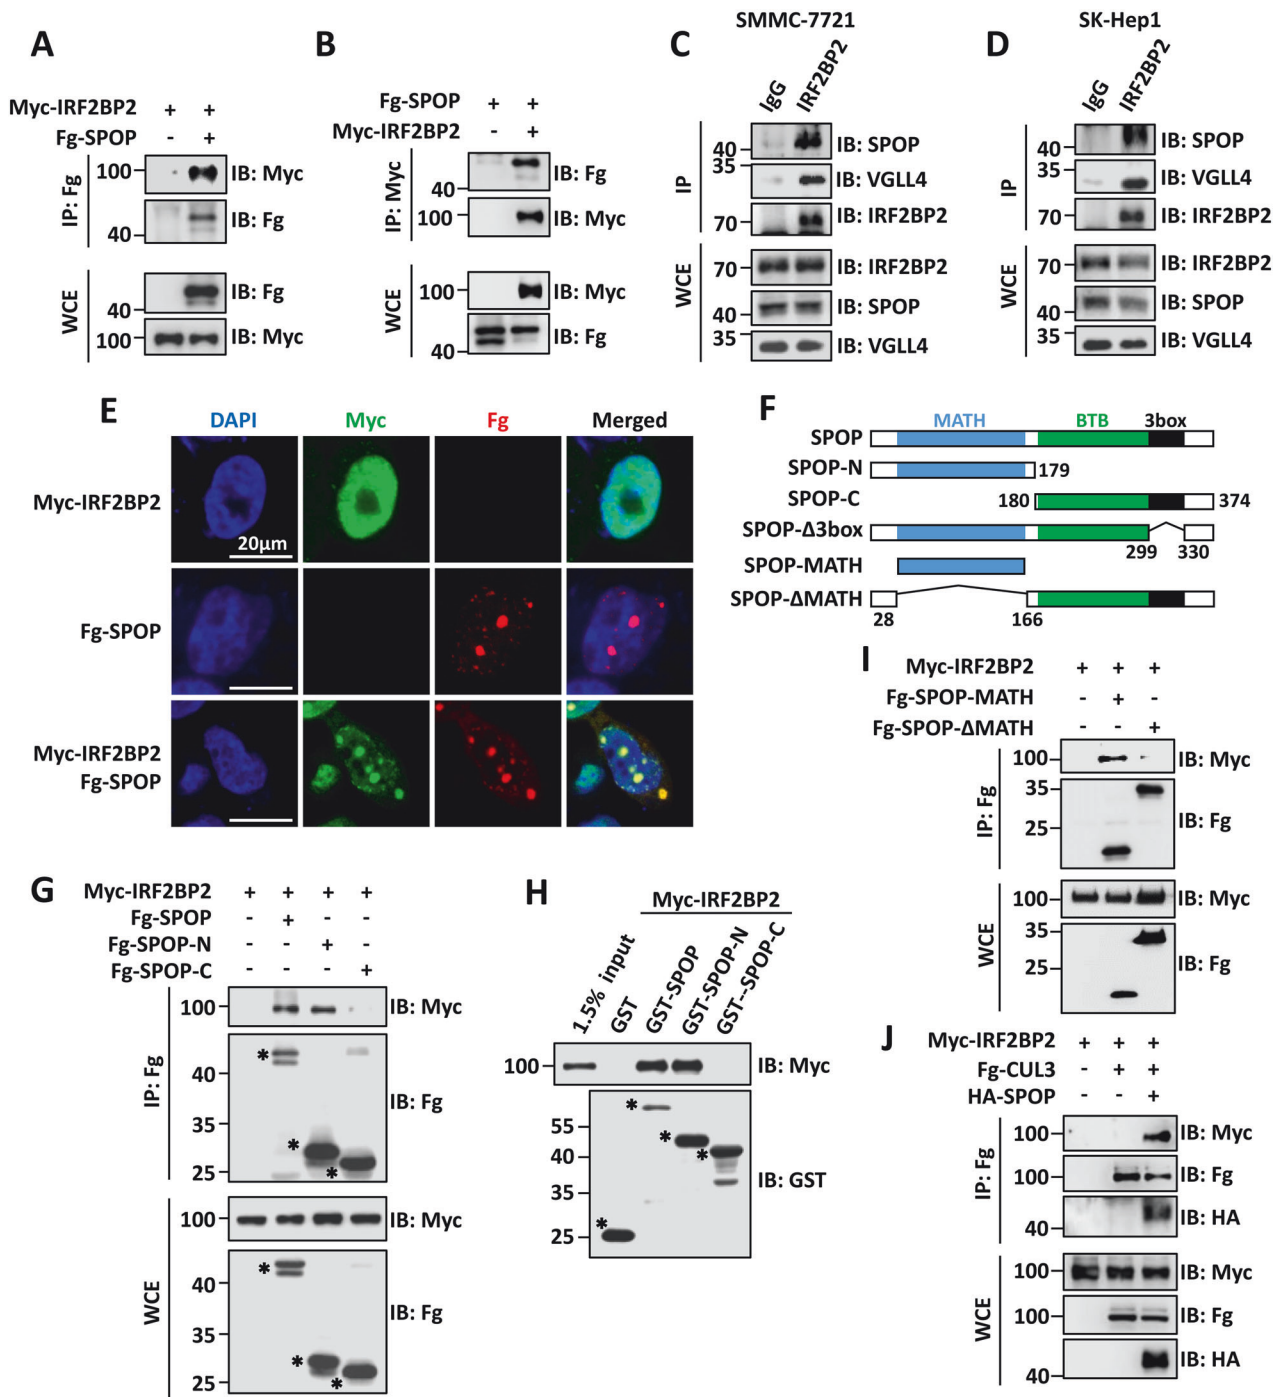 A
Myc-IRF2BP2 + +
Fg-SPOP - +
IP: Fg
100 IB: Myc
40 IB: Fg
WCE
40 IB: Fg
100 IB: Myc
B
Fg-SPOP + +
Myc-IRF2BP2 - +
IP: Myc
40 IB: Fg
100 IB: Myc
WCE
100 IB: Myc
40 IB: Fg
SMMC-7721
C
IgG IRF2BP2
IP
40 IB: SPOP
35 IB: VGLL4
70 IB: IRF2BP2
WCE
70 IB: IRF2BP2
40 IB: SPOP
35 IB: VGLL4
SK-Hep1
D
IgG IRF2BP2
IP
40 IB: SPOP
35 IB: VGLL4
70 IB: IRF2BP2
WCE
70 IB: IRF2BP2
40 IB: SPOP
35 IB: VGLL4
E
DAPI Myc Fg Merged
Myc-IRF2BP2
20μm
Fg-SPOP
Myc-IRF2BP2
Fg-SPOP
F
MATH BTB 3box
SPOP
SPOP-N 179
SPOP-C 180 374
SPOP-Δ3box
299 330
SPOP-MATH
SPOP-ΔMATH
28 166
G
Myc-IRF2BP2 + + + +
Fg-SPOP - + - -
Fg-SPOP-N - - + -
Fg-SPOP-C - - - +
IP: Fg
100 IB: Myc
*
40
IB: Fg
35
*
*
25
WCE
100 IB: Myc
*
40
IB: Fg
35
*
25 *
H
Myc-IRF2BP2
1.5% input GST GST-SPOP GST-SPOP-N GST--SPOP-C
100 IB: Myc
*
55
*
40 *
IB: GST
35
*
25
I
Myc-IRF2BP2 + + +
Fg-SPOP-MATH - + -
Fg-SPOP-ΔMATH - - +
IP: Fg
100 IB: Myc
35
IB: Fg
25
WCE
100 IB: Myc
35
IB: Fg
25
J
Myc-IRF2BP2 + + +
Fg-CUL3 - + +
HA-SPOP - - +
IP: Fg
100 IB: Myc
100 IB: Fg
40 IB: HA
WCE
100 IB: Myc
100 IB: Fg
40 IB: HA